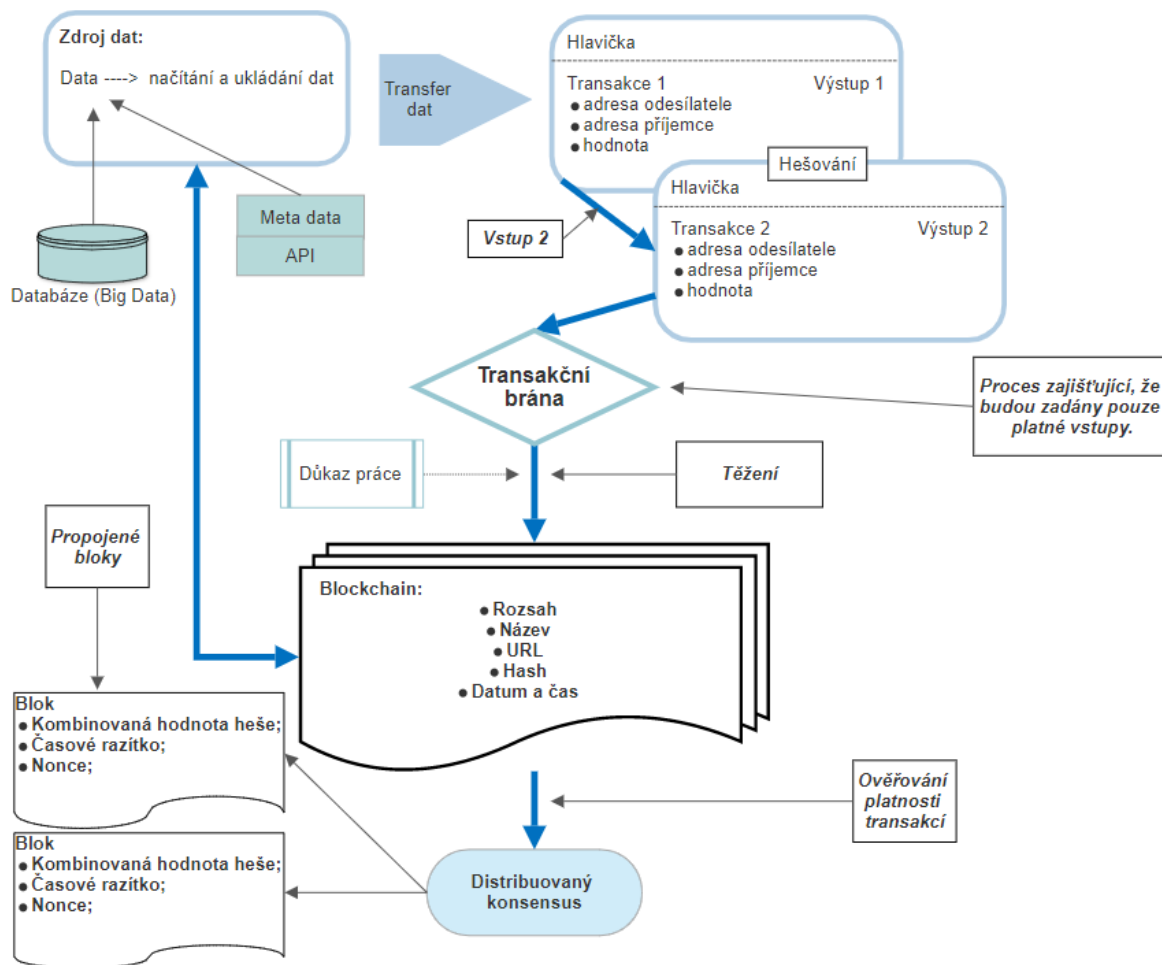 Zdroj dat:
Data ----> načítání a ukládání dat
Transfer
dat
Hlavička
Transakce 1 Výstup 1
● adresa odesílatele
● adresa příjemce
● hodnota
Hešování
Hlavička
Transakce 2 Výstup 2
● adresa odesílatele
● adresa příjemce
● hodnota
Meta data
API
Vstup 2
Databáze (Big Data)
Transakční
brána
Proces zajišťující, že
budou zadány pouze
platné vstupy.
Důkaz práce
Těžení
Propojené
bloky
Blockchain:
● Rozsah
● Název
● URL
● Hash
● Datum a čas
Blok
● Kombinovaná hodnota heše;
● Časové razítko;
● Nonce;
Ověřování
platnosti
transakcí
Blok
● Kombinovaná hodnota heše;
● Časové razítko;
● Nonce;
Distribuovaný
konsensus